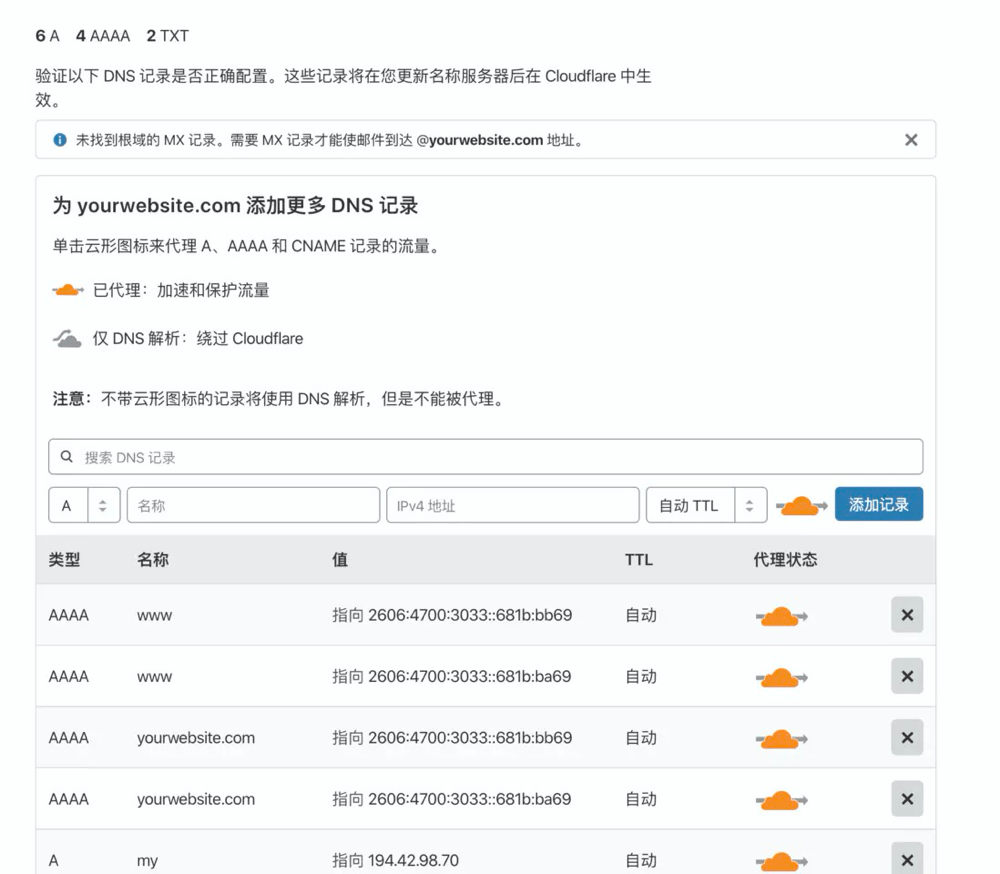 6 A 4 AAAA 2 TXT
验证以下 DNS 记录是否正确配置。这些记录将在您更新名称服务器后在 Cloudflare 中生
效。
未找到根域的 MX 记录。需要 MX 记录才能使邮件到达 @yourwebsite.com 地址。
为 yourwebsite.com 添加更多 DNS 记录
单击云形图标来代理 A、AAAA 和 CNAME 记录的流量。
已代理：加速和保护流量
仅 DNS 解析：绕过 Cloudflare
注意：不带云形图标的记录将使用 DNS 解析，但是不能被代理。
搜索 DNS 记录
A 名称 IPv4 地址 自动 TTL 添加记录
类型 名称 值 TTL 代理状态
AAAA www 指向 2606:4700:3033::681b:bb69 自动
AAAA www 指向 2606:4700:3033::681b:ba69 自动
AAAA yourwebsite.com 指向 2606:4700:3033::681b:bb69 自动
AAAA yourwebsite.com 指向 2606:4700:3033::681b:ba69 自动
A my 指向 194.42.98.70 自动